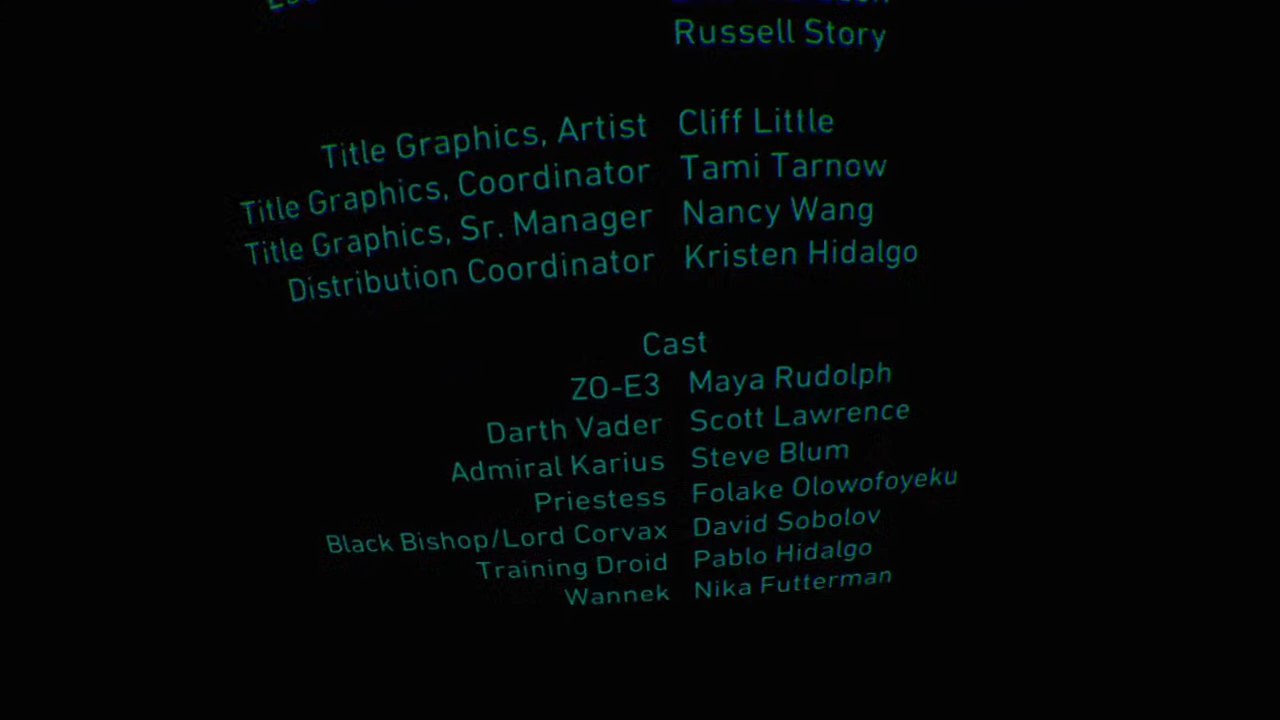 Russell Story
Title Graphics, Artist Cliff Little
Title Graphics, Coordinator Tami Tarnow
Title Graphics, Sr. Manager Nancy Wang
Distribution Coordinator Kristen Hidalgo
Cast
ZO-E3 Maya Rudolph
Darth Vader Scott Lawrence
Admiral Karius Steve Blum
Priestess Folake Olowofoyeku
Black Bishop/Lord Corvax David Sobolov
Training Droid Pablo Hidalgo
Wannek Nika Futterman